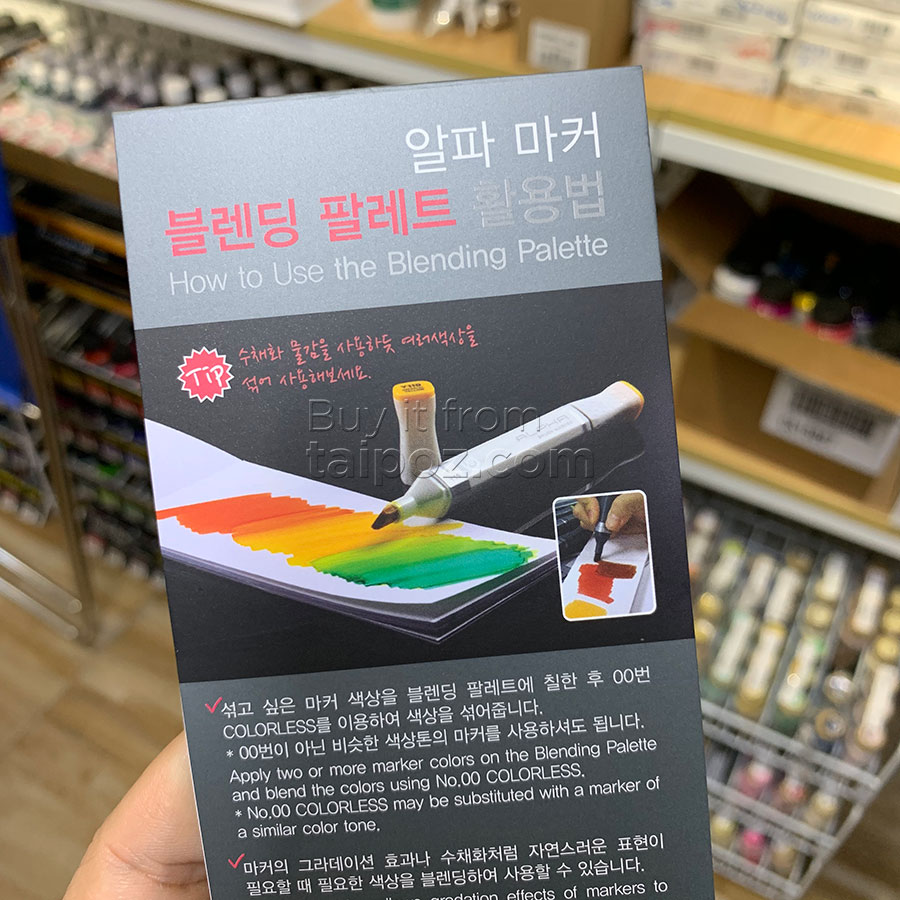 알파 마커
블렌딩 팔레트 활용법
How to Use the Blending Palette
Tip
수채화 물감을 사용하듯 여러색상을
섞어 사용해보세요.
Buy it from
taipoz.com
ALPHA
섞고 싶은 마커 색상을 블렌딩 팔레트에 칠한 후 00번
COLORLESS를 이용하여 색상을 섞어줍니다.
* 00번이 아닌 비슷한 색상톤의 마커를 사용하셔도 됩니다.
Apply two or more marker colors on the Blending Palette
and blend the colors using No.00 COLORLESS.
* No.00 COLORLESS may be substituted with a marker of
a similar color tone.
마커의 그라데이션 효과나 수채화처럼 자연스러운 표현이
필요할 때 필요한 색상을 블렌딩하여 사용할 수 있습니다.
gradation effects of markers to